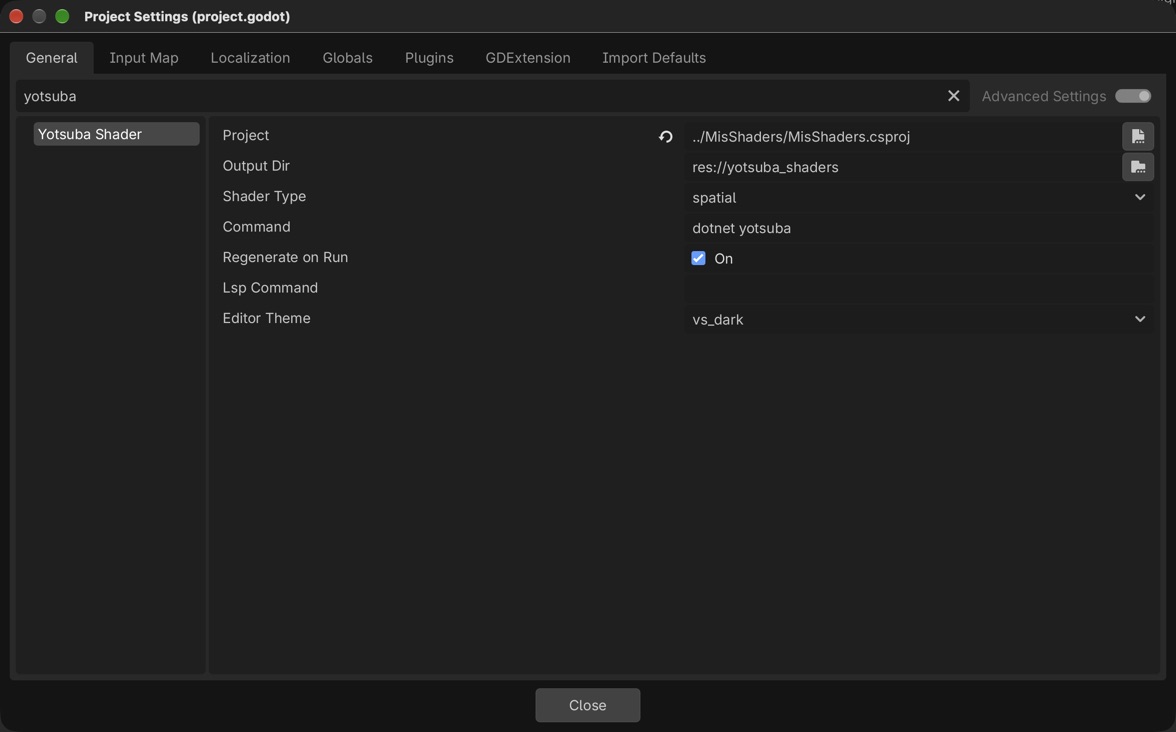 Project Settings (project.godot)
General Input Map Localization Globals Plugins GDExtension Import Defaults
yotsuba
Advanced Settings
Yotsuba Shader
Project ../MisShaders/MisShaders.csproj
Output Dir res://yotsuba_shaders
Shader Type spatial
Command dotnet yotsuba
Regenerate on Run On
Lsp Command
Editor Theme vs_dark
Close